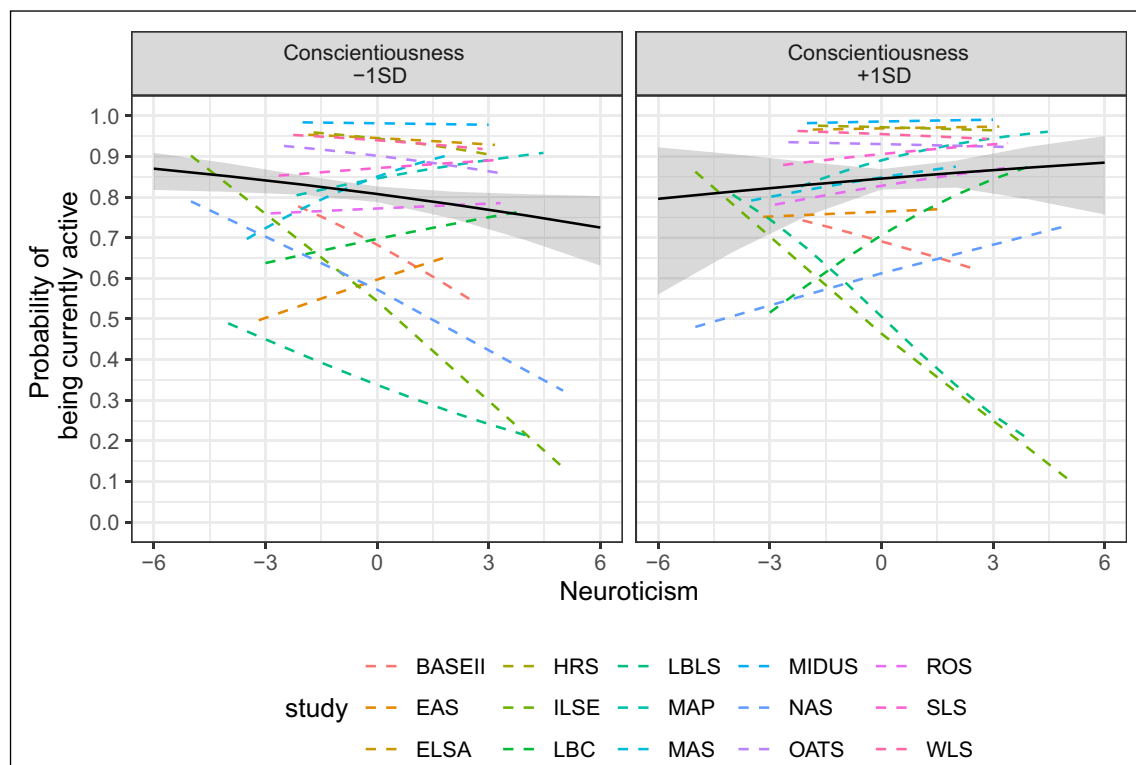 Conscientiousness
−1SD
Conscientiousness
+1SD
Probability of
being currently active
1.0
0.9
0.8
0.7
0.6
0.5
0.4
0.3
0.2
0.1
0.0
−6 −3 0 3 6
−6 −3 0 3 6
Neuroticism
study
BASEII HRS LBLS MIDUS ROS
EAS ILSE MAP NAS SLS
ELSA LBC MAS OATS WLS